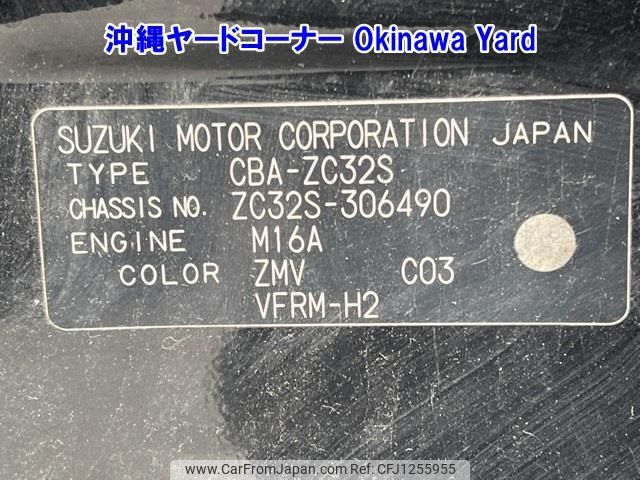 沖縄ヤードコーナー Okinawa Yard
SUZUKI MOTOR CORPORATION JAPAN
TYPE CBA-ZC32S
CHASSIS NO. ZC32S-306490
ENGINE M16A
COLOR ZMV C03
VFRM-H2
www.CarFromJapan.com | CFJ1255955